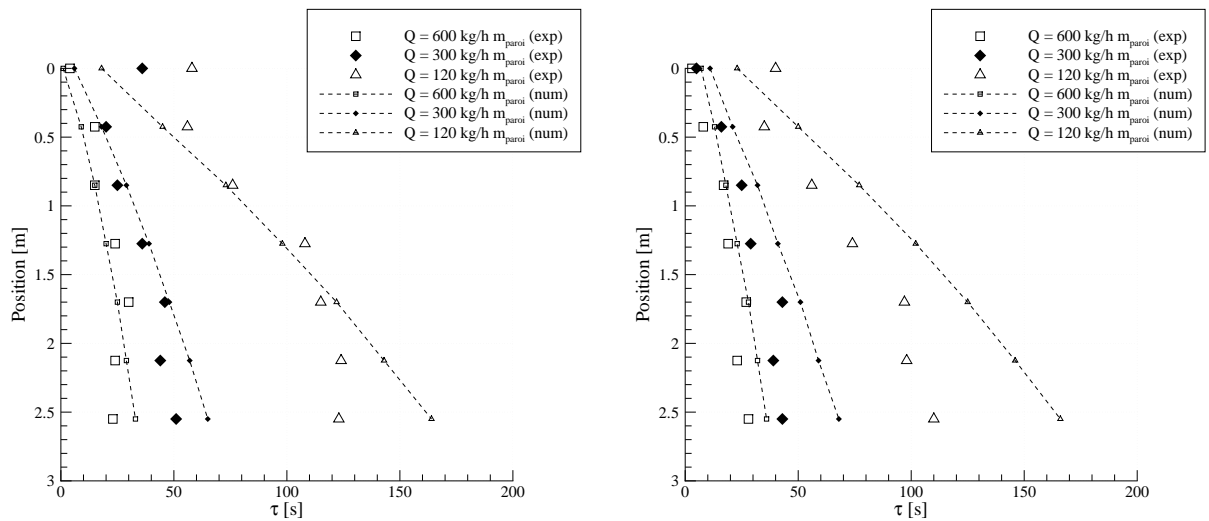 Q = 600 kg/h m_paroi (exp)
Q = 300 kg/h m_paroi (exp)
Q = 120 kg/h m_paroi (exp)
Q = 600 kg/h m_paroi (num)
Q = 300 kg/h m_paroi (num)
Q = 120 kg/h m_paroi (num)
0
0.5
1
1.5
2
2.5
3
Position [m]
0
50
100
150
200
τ [s]
Q = 600 kg/h m_paroi (exp)
Q = 300 kg/h m_paroi (exp)
Q = 120 kg/h m_paroi (exp)
Q = 600 kg/h m_paroi (num)
Q = 300 kg/h m_paroi (num)
Q = 120 kg/h m_paroi (num)
0
0.5
1
1.5
2
2.5
3
Position [m]
0
50
100
150
200
τ [s]